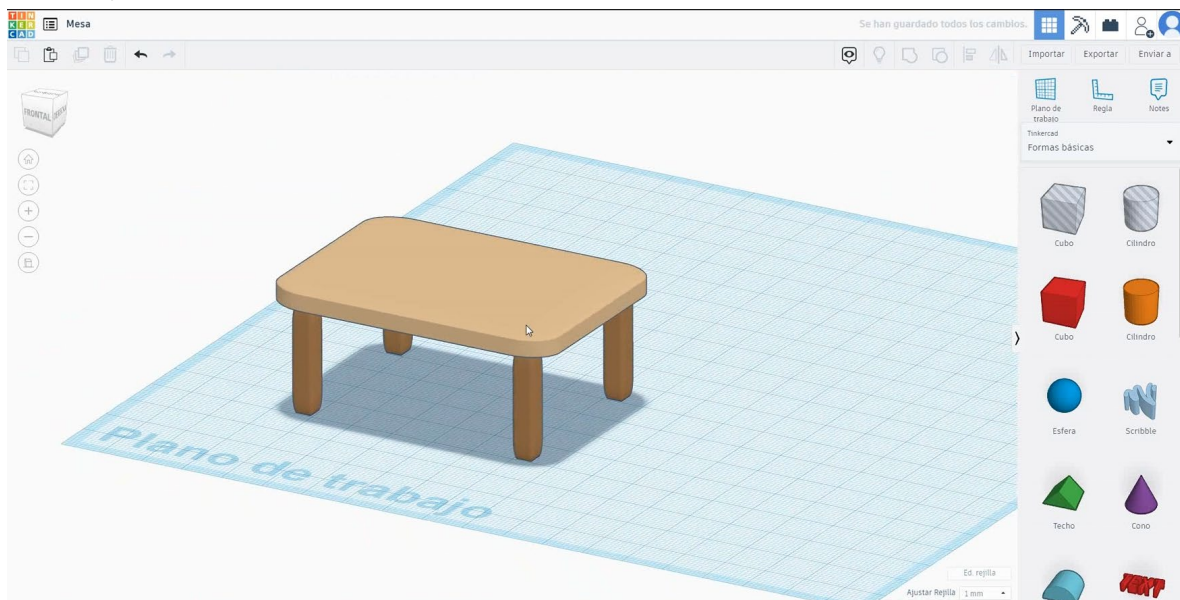 TIN
KER
CAD
Mesa
Se han guardado todos los cambios.
Importar Exportar Enviar a
FRONTAL
Plano de trabajo
Regla
Notes
Tinkercad
Formas básicas
Cubo Cilindro
Cubo Cilindro
Esfera Scribble
Techo Cono
TEXT
Plano de trabajo
Ed. rejilla
Ajustar Rejilla 1 mm